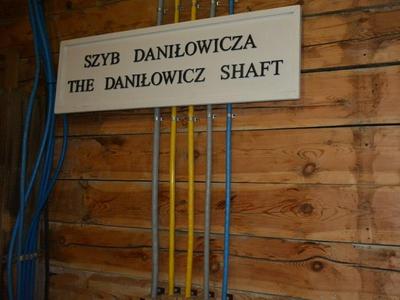 SZYB DANIŁOWICZA
THE DANIŁOWICZ SHAFT